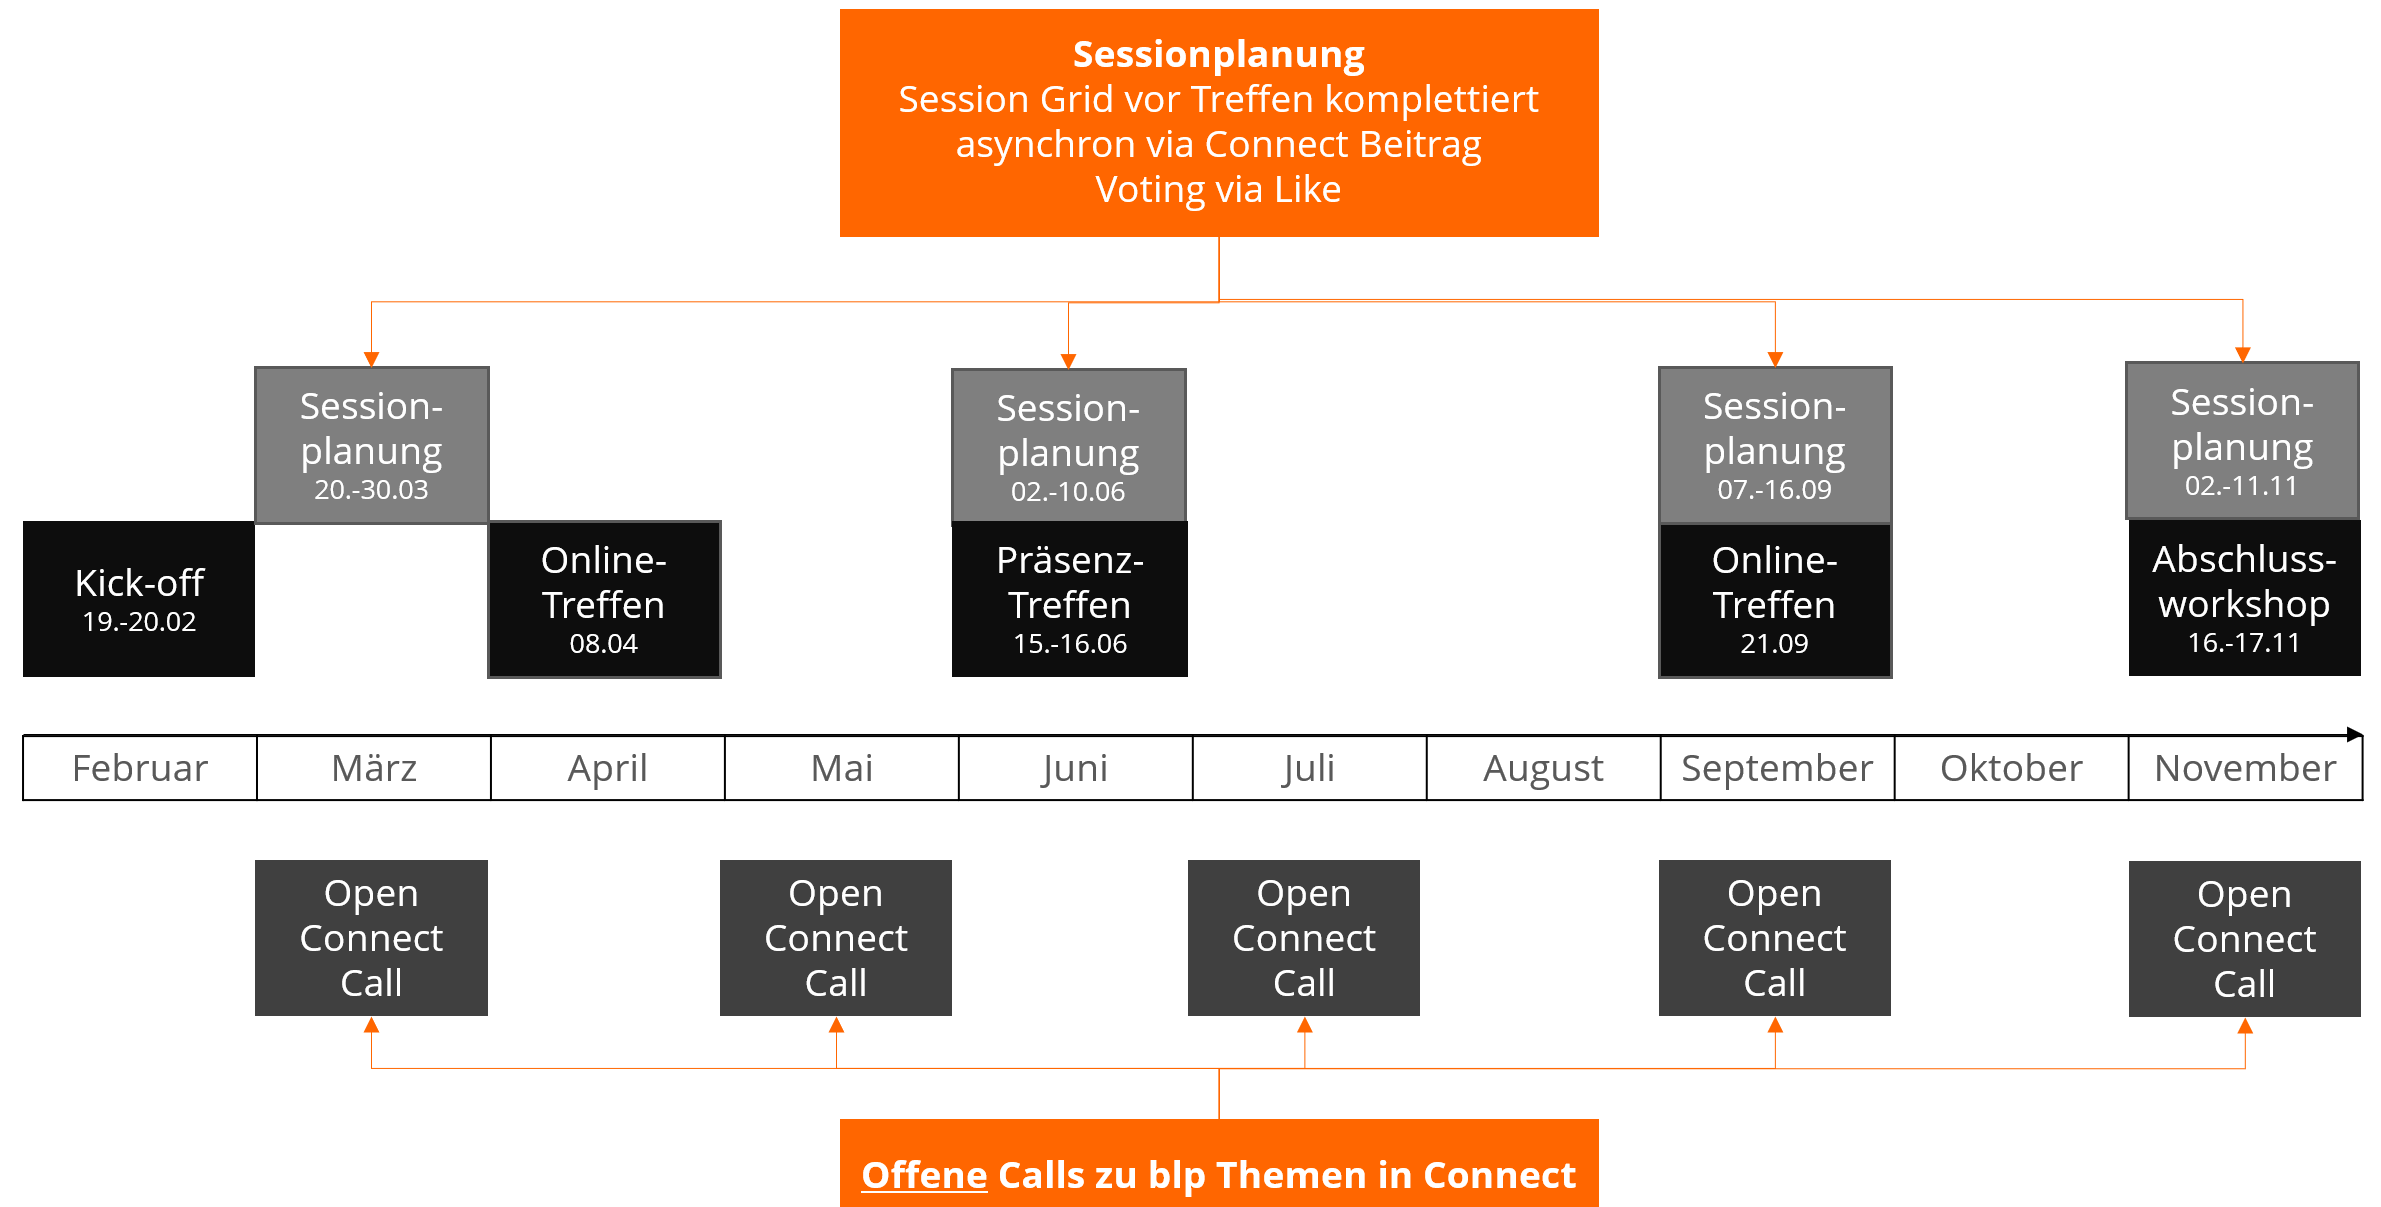 Sessionplanung
Session Grid vor Treffen komplettiert
asynchron via Connect Beitrag
Voting via Like
Session-
planung
20.-30.03
Session-
planung
02.-10.06
Session-
planung
07.-16.09
Session-
planung
02.-11.11
Kick-off
19.-20.02
Online-
Treffen
08.04
Präsenz-
Treffen
15.-16.06
Online-
Treffen
21.09
Abschluss-
workshop
16.-17.11
Februar
März
April
Mai
Juni
Juli
August
September
Oktober
November
Open
Connect
Call
Open
Connect
Call
Open
Connect
Call
Open
Connect
Call
Open
Connect
Call
Offene Calls zu blp Themen in Connect